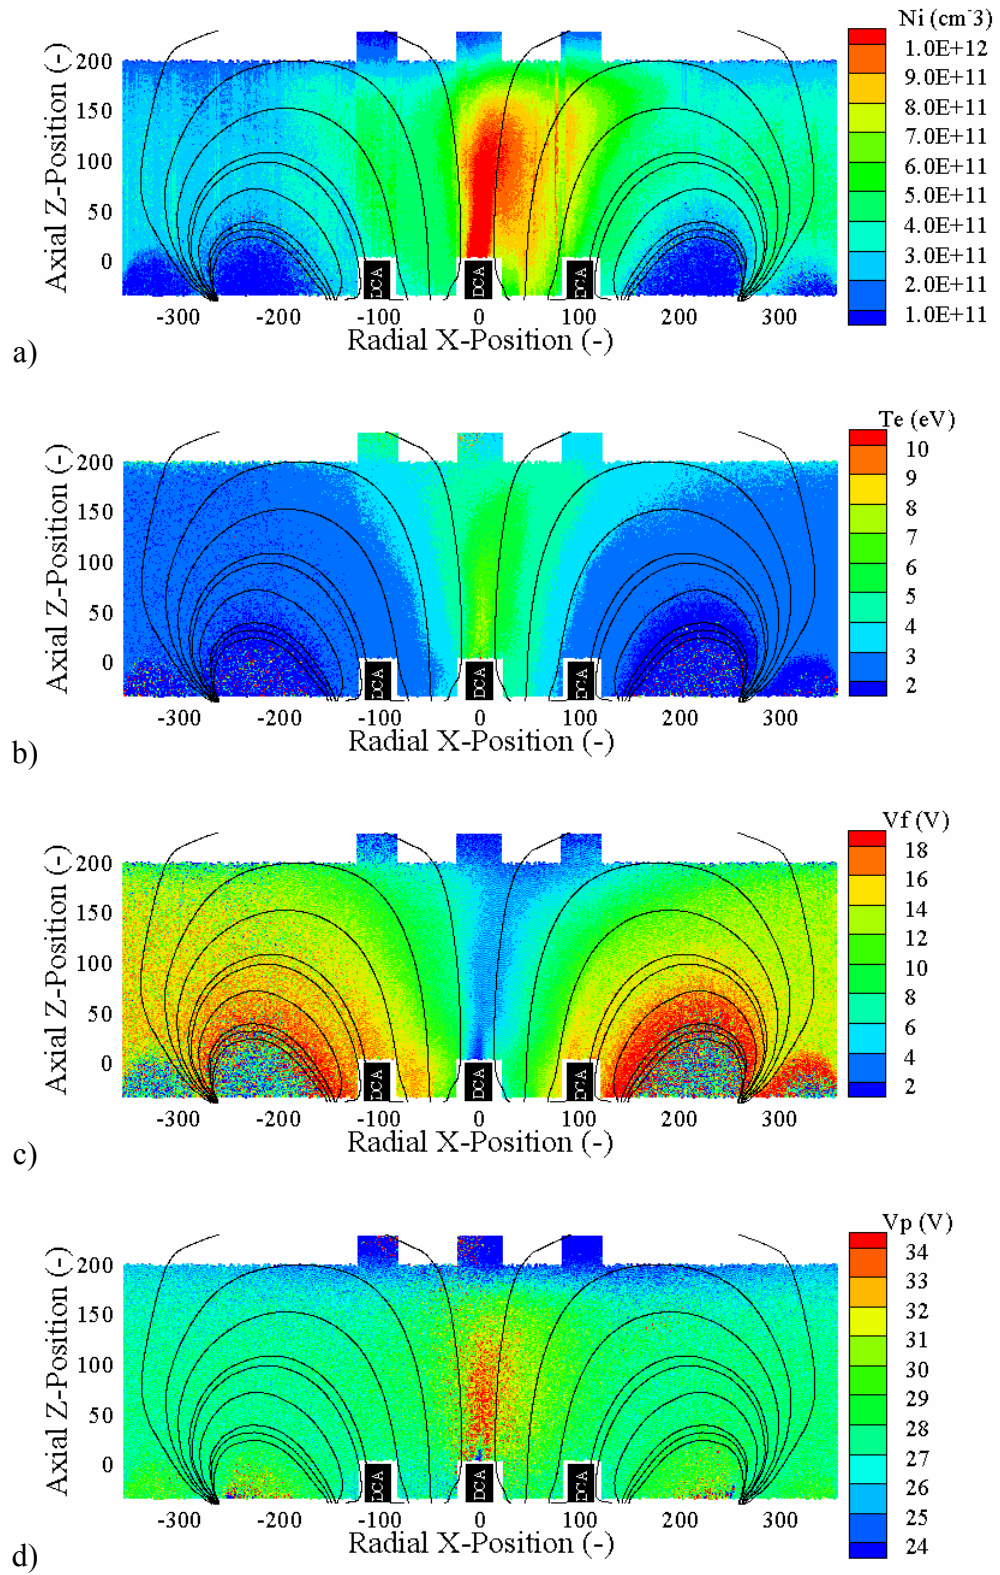 Ni (cm-3)
200
150
100
50
0
Axial Z-Position (-)
DCA DCA DCA
-300 -200 -100 0 100 200 300
Radial X-Position (-)
1.0E+12
9.0E+11
8.0E+11
7.0E+11
6.0E+11
5.0E+11
4.0E+11
3.0E+11
2.0E+11
1.0E+11
a)
Te (eV)
200
150
100
50
0
Axial Z-Position (-)
DCA DCA DCA
-300 -200 -100 0 100 200 300
Radial X-Position (-)
10
9
8
7
6
5
4
3
2
b)
Vf (V)
200
150
100
50
0
Axial Z-Position (-)
DCA DCA DCA
-300 -200 -100 0 100 200 300
Radial X-Position (-)
18
16
14
12
10
8
6
4
2
c)
Vp (V)
200
150
100
50
0
Axial Z-Position (-)
DCA DCA DCA
-300 -200 -100 0 100 200 300
Radial X-Position (-)
34
33
32
31
30
29
28
27
26
25
24
d)